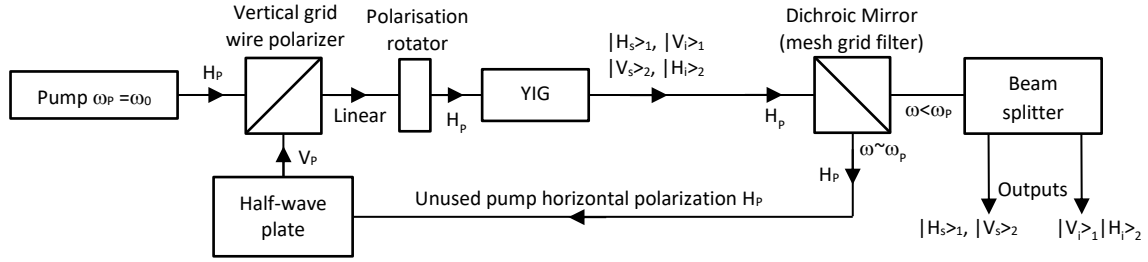 Vertical grid
wire polarizer
Polarisation
rotator
Dichroic Mirror
(mesh grid filter)
|Hₛ>₁, |Vᵢ>₁
|Vₛ>₂, |Hᵢ>₂
Pump ωₚ =ω₀
Hₚ
Linear
Hₚ
YIG
Hₚ
ω<ωₚ
Beam
splitter
Vₚ
ω~ωₚ
Hₚ
Half-wave
plate
Unused pump horizontal polarization Hₚ
Outputs
|Hₛ>₁, |Vₛ>₂
|Vᵢ>₁|Hᵢ>₂